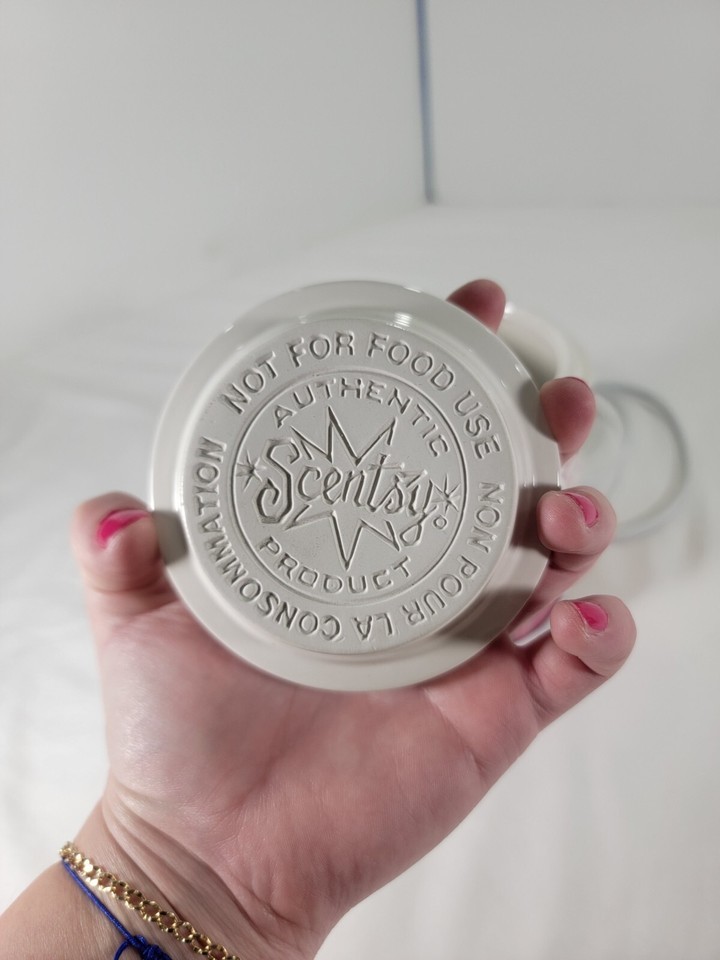 NOT FOR FOOD USE
NON POUR LA CONSOMMATION
AUTHENTIC
Scentsy
PRODUCT